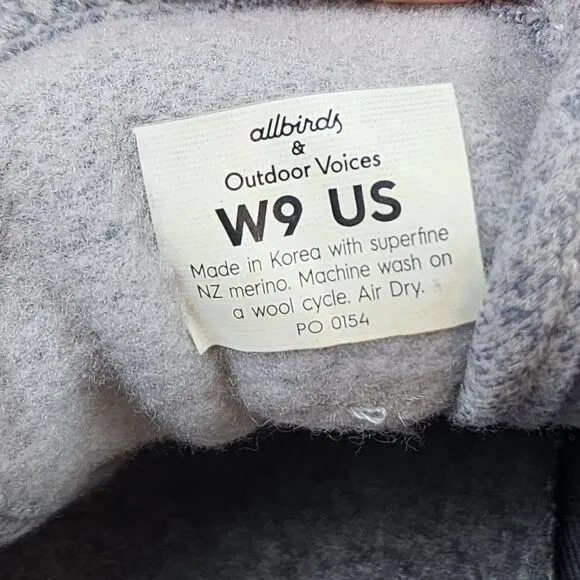 allbirds
&
Outdoor Voices
W9 US
Made in Korea with superfine
NZ merino. Machine wash on
a wool cycle. Air Dry.
PO 0154